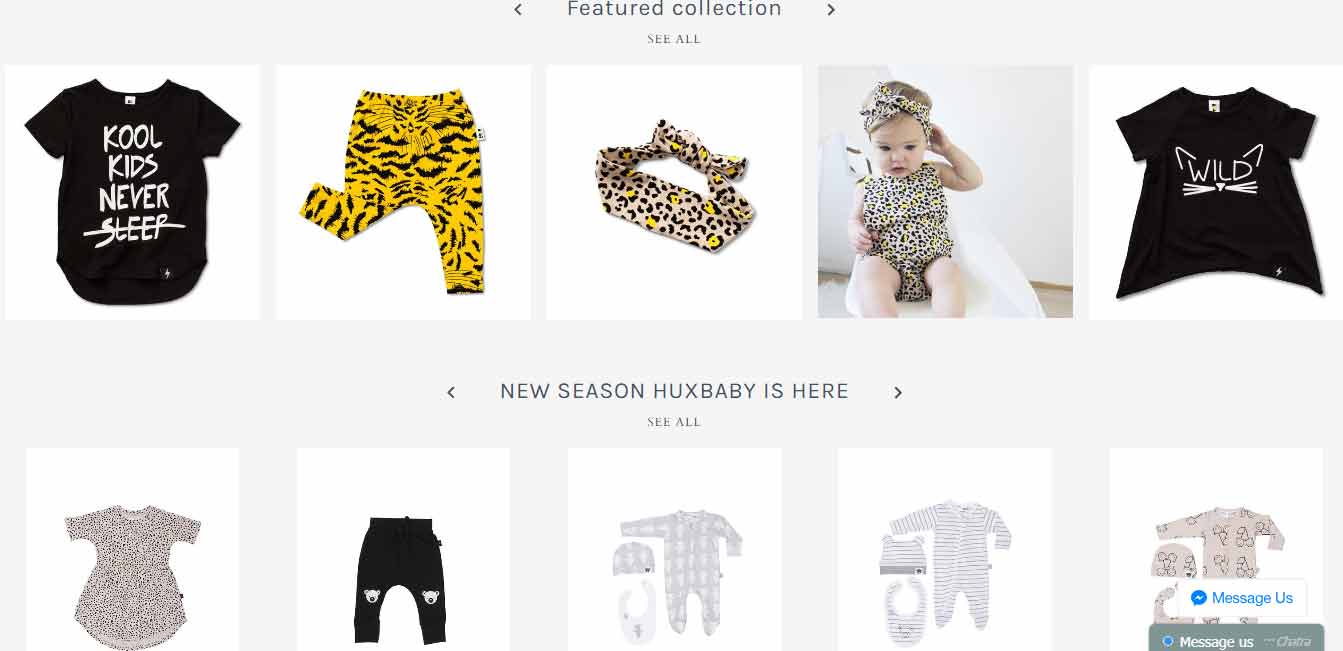 Featured collection
SEE ALL
KOOL
KIDS
NEVER
SLEEP
WILD
NEW SEASON HUXBABY IS HERE
SEE ALL
Message Us
Message us
Chatra